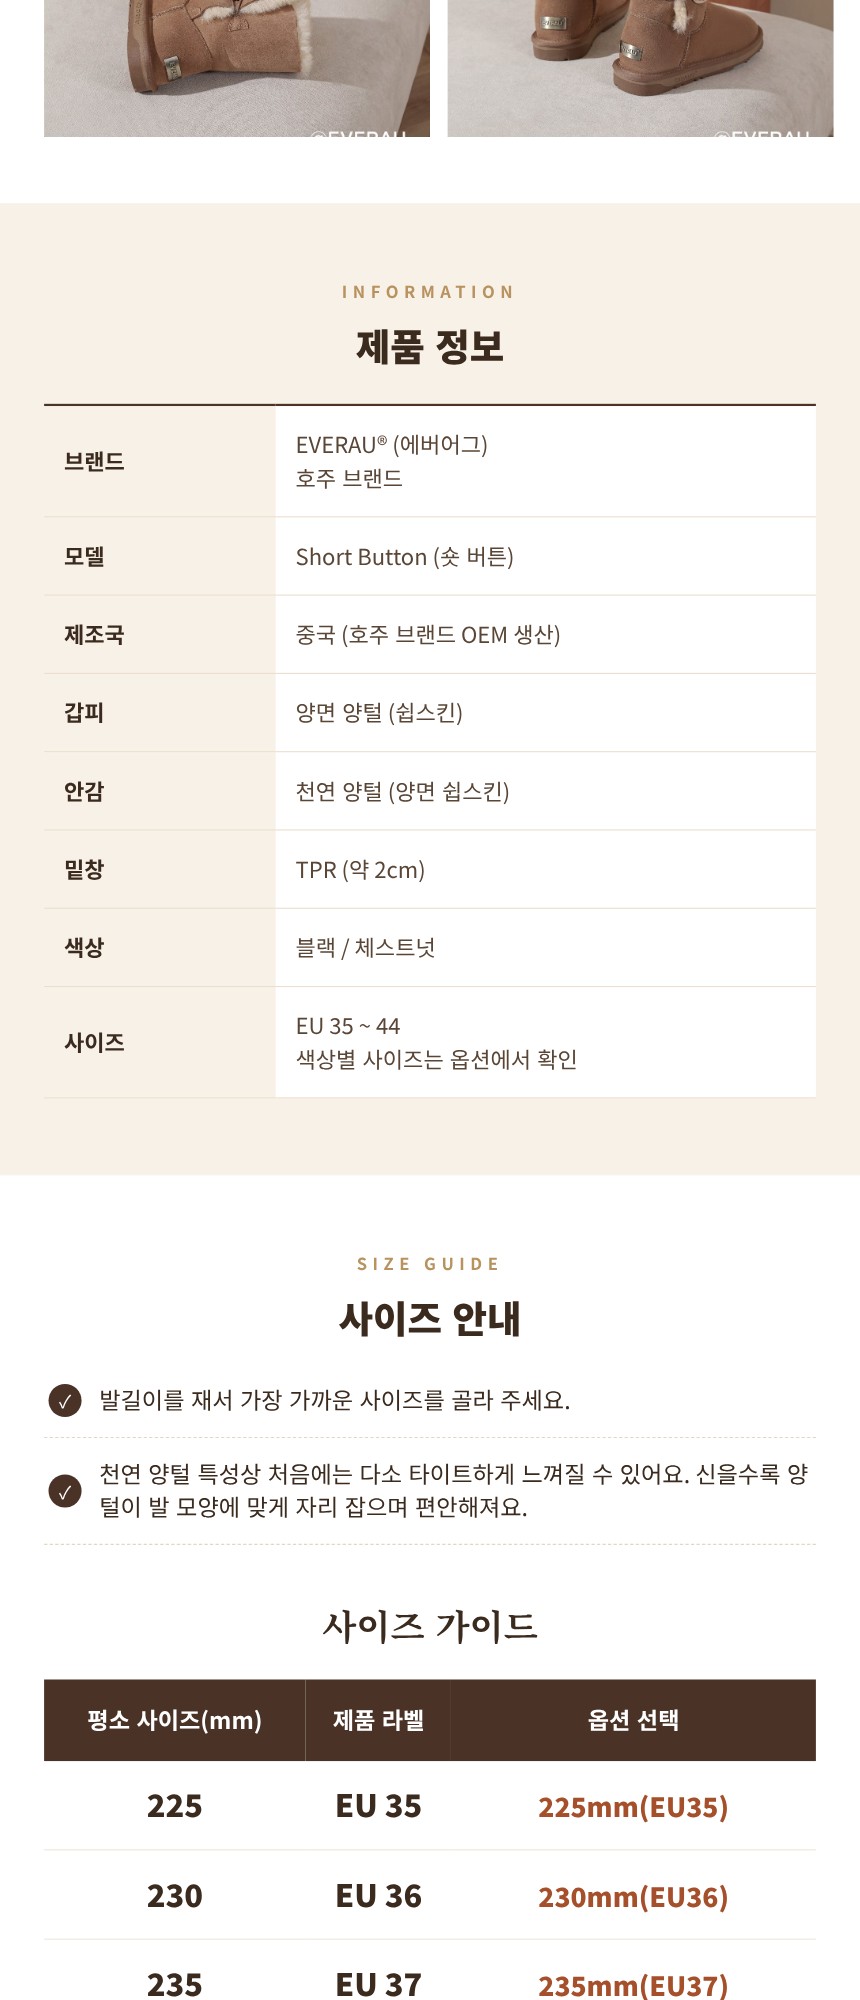 ©EVERAU ©EVERAU
INFORMATION
제품 정보
브랜드
EVERAU® (에버어그)
호주 브랜드
모델
Short Button (숏 버튼)
제조국
중국 (호주 브랜드 OEM 생산)
갑피
양면 양털 (쉽스킨)
안감
천연 양털 (양면 쉽스킨)
밑창
TPR (약 2cm)
색상
블랙 / 체스트넛
사이즈
EU 35 ~ 44
색상별 사이즈는 옵션에서 확인
SIZE GUIDE
사이즈 안내
✓ 발길이를 재서 가장 가까운 사이즈를 골라 주세요.
✓ 천연 양털 특성상 처음에는 다소 타이트하게 느껴질 수 있어요. 신을수록 양
털이 발 모양에 맞게 자리 잡으며 편안해져요.
사이즈 가이드
평소 사이즈(mm) 제품 라벨 옵션 선택
225 EU 35 225mm(EU35)
230 EU 36 230mm(EU36)
235 EU 37 235mm(EU37)